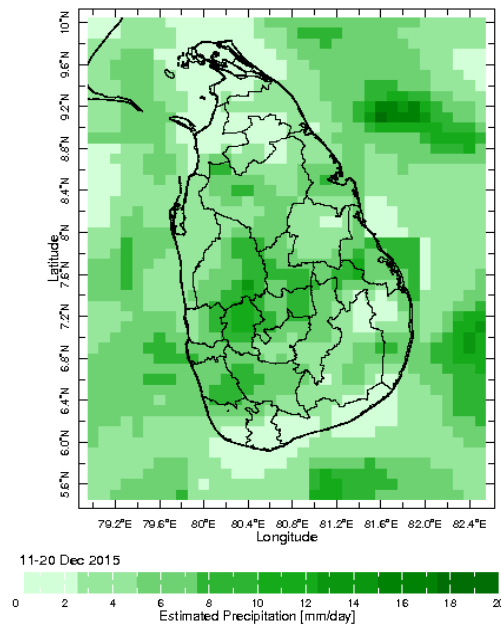 10°N
9.6°N
9.2°N
8.8°N
8.4°N
8°N
7.6°N
7.2°N
6.8°N
6.4°N
6.0°N
5.6°N
Latitude
79.2°E 79.6°E 80°E 80.4°E 80.8°E 81.2°E 81.6°E 82.0°E 82.4°E
Longitude
11-20 Dec 2015
0 2 4 6 8 10 12 14 16 18 20
Estimated Precipitation [mm/day]